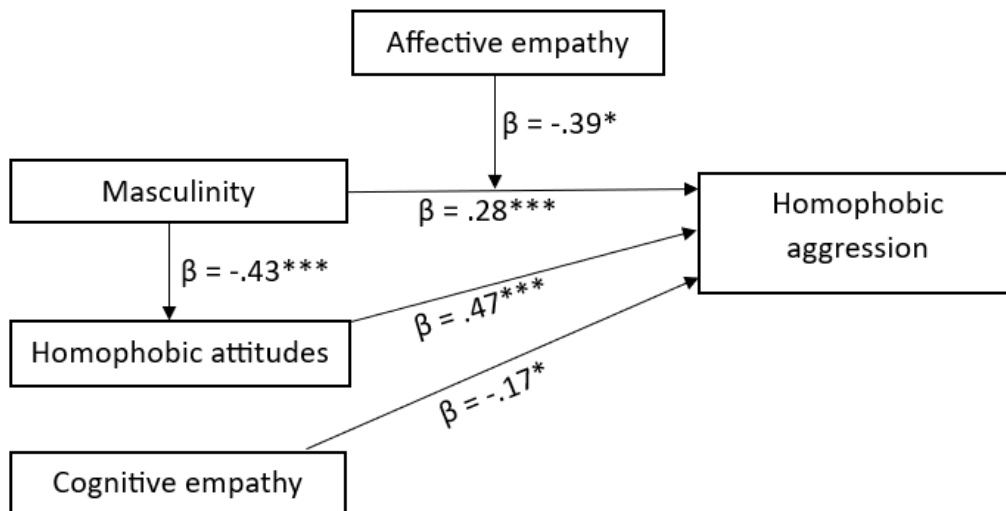 Affective empathy
β = -.39*
Masculinity
β = .28***
Homophobic
aggression
β = -.43***
β = .47***
Homophobic attitudes
β = -.17*
Cognitive empathy